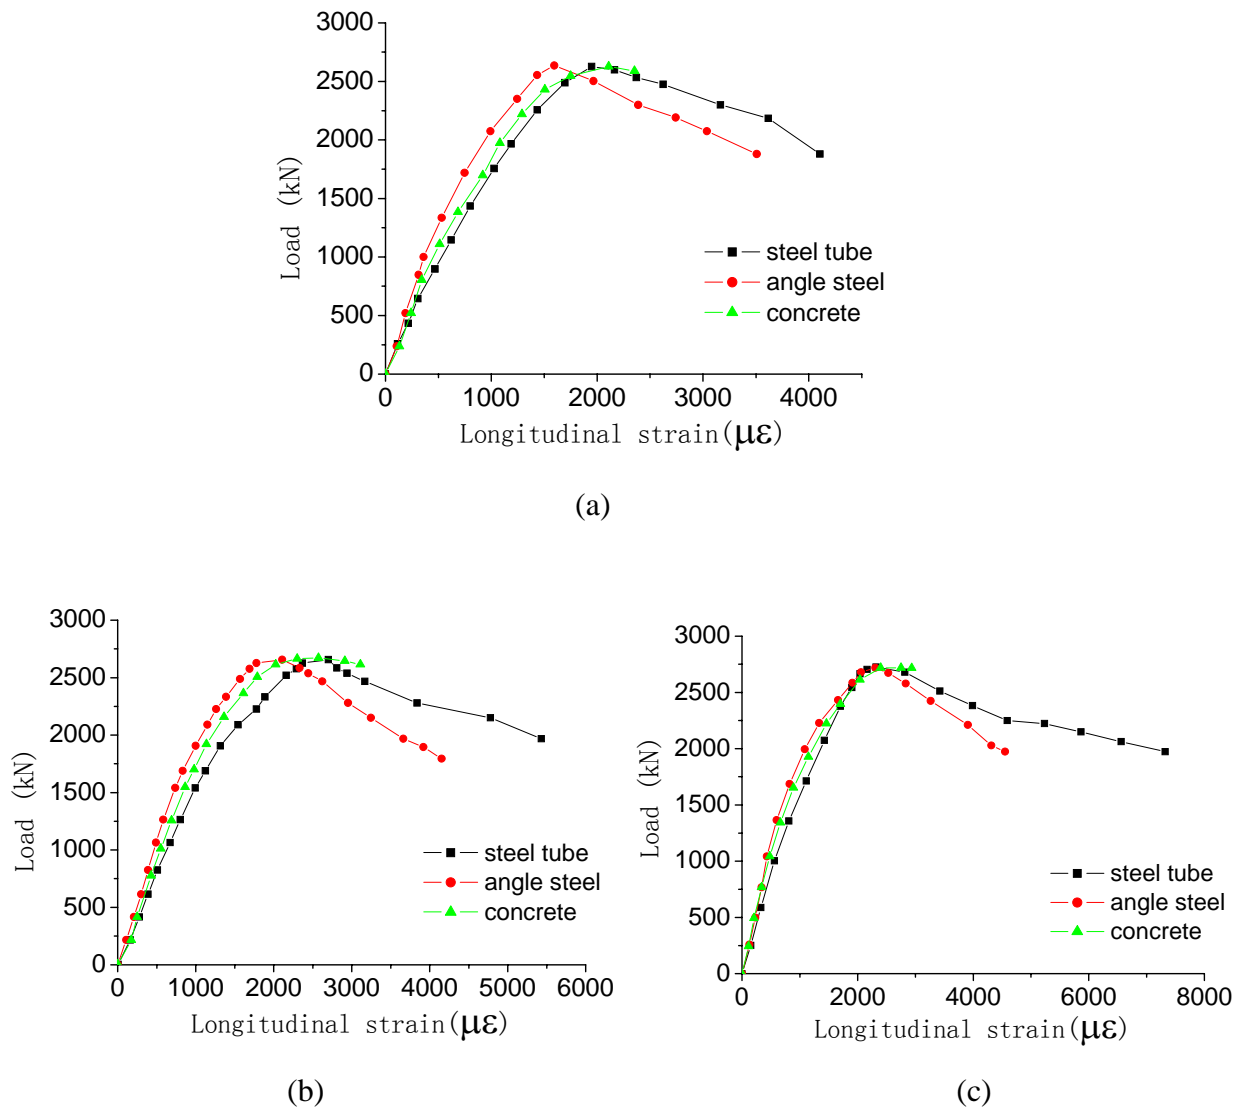 3000
2500
2000
1500
1000
500
0
Load (kN)
steel tube
angle steel
concrete
0 1000 2000 3000 4000
Longitudinal strain(με)
(a)
3000
2500
2000
1500
1000
500
0
Load (kN)
steel tube
angle steel
concrete
0 1000 2000 3000 4000 5000 6000
Longitudinal strain(με)
(b)
3000
2500
2000
1500
1000
500
0
Load (kN)
steel tube
angle steel
concrete
0 2000 4000 6000 8000
Longitudinal strain(με)
(c)